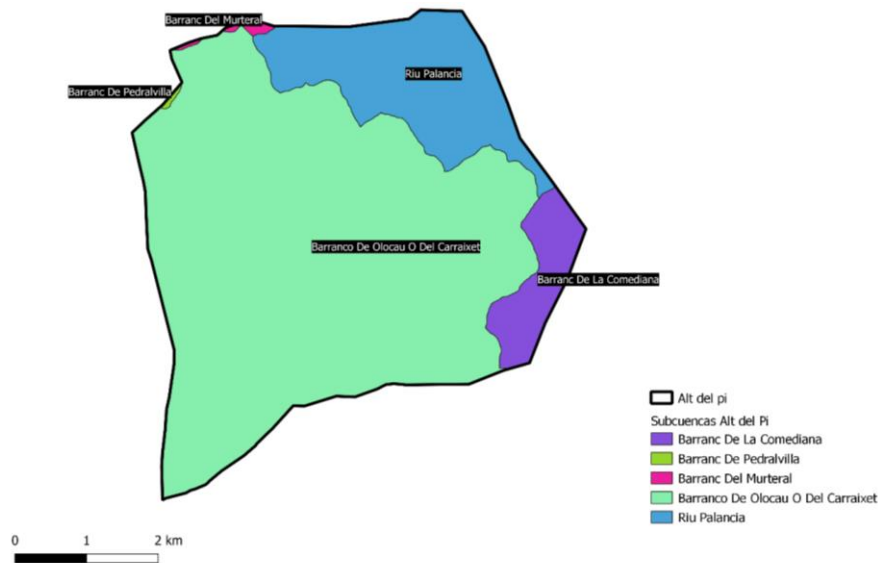 Barranc Del Murteral
Riu Palancia
Barranc De Pedralvilla
Barranco De Olocau O Del Carraixet
Barranc De La Comediana
Alt del pi
Subcuencas Alt del Pi
Barranc De La Comediana
Barranc De Pedralvilla
Barranc Del Murteral
Barranco De Olocau O Del Carraixet
Riu Palancia
0 1 2 km